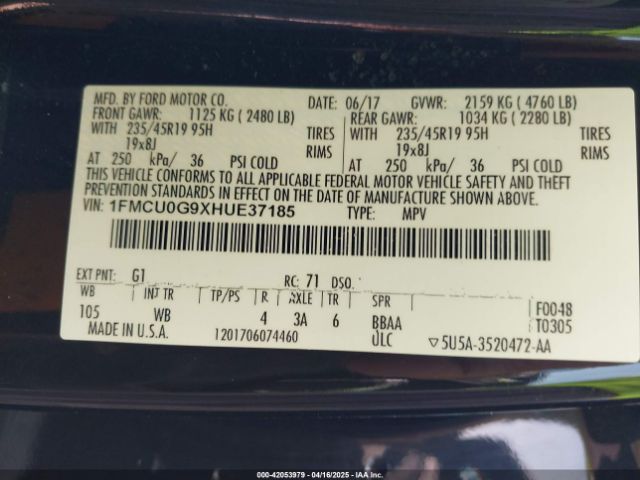 MFD. BY FORD MOTOR CO.
DATE: 06/17 GVWR: 2159 KG ( 4760 LB)
FRONT GAWR: 1125 KG ( 2480 LB)
REAR GAWR: 1034 KG ( 2280 LB)
WITH 235/45R19 95H TIRES WITH 235/45R19 95H TIRES
19x8J RIMS 19x8J RIMS
AT 250 kPa/ 36 PSI COLD AT 250 kPa/ 36 PSI COLD
THIS VEHICLE CONFORMS TO ALL APPLICABLE FEDERAL MOTOR VEHICLE SAFETY AND THEFT
PREVENTION STANDARDS IN EFFECT ON THE DATE OF MANUFACTURE SHOWN ABOVE.
VIN: 1FMCU0G9XHUE37185 TYPE: MPV
EXT PNT: G1 RC: 71 DSO:
WB INT TR TP/PS R AXLE TR SPR F0048
105 WB 4 3A 6 BBAA T0305
MADE IN U.S.A. 1201706074460 JLC ▽5U5A-3520472-AA
000-42053979 | 04/16/2025 | © IAA Inc.